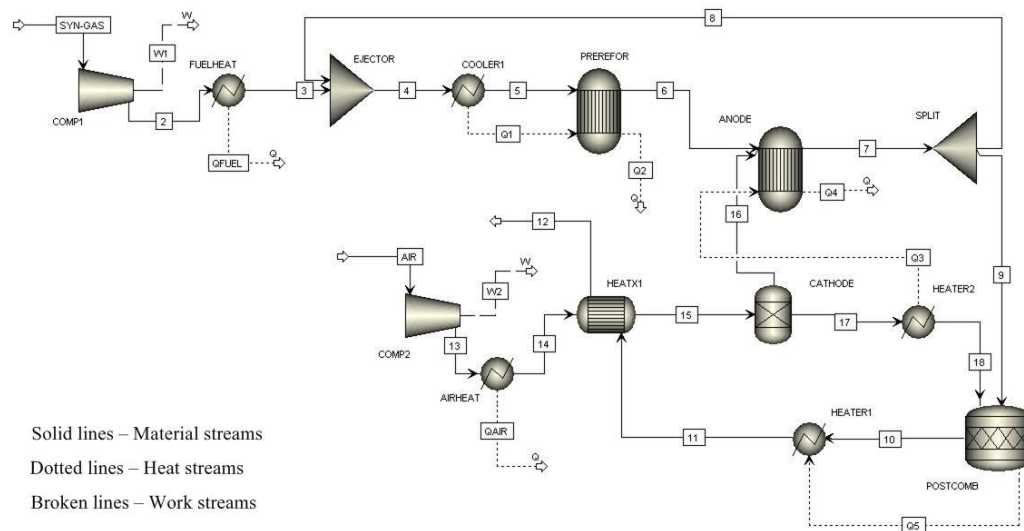 8
SYN-GAS
W
W1
FUELHEAT
EJECTOR
COOLER1
PREREFOR
3
4
5
6
COMP1
2
ANODE
SPLIT
QFUEL
Q
Q1
Q2
Q
7
Q4
Q
16
12
AIR
W
W2
HEATX1
CATHODE
Q3
HEATER2
9
15
17
COMP2
13
14
AIRHEAT
18
QAIR
Q
HEATER1
11
10
POSTCOMB
Q5
Solid lines – Material streams
Dotted lines – Heat streams
Broken lines – Work streams